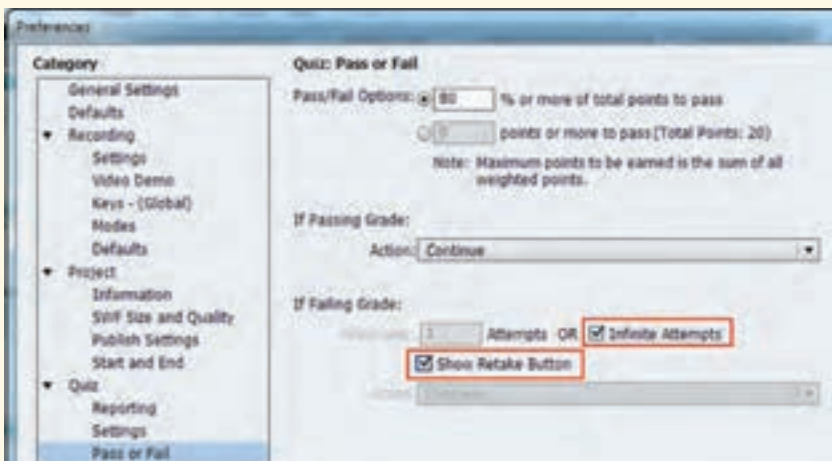 Preferences
Category
General Settings
Defaults
Recording
Settings
Video Demo
Keys - (Global)
Modes
Defaults
Project
Information
SWF Size and Quality
Publish Settings
Start and End
Quiz
Reporting
Settings
Pass or Fail
Quiz: Pass or Fail
Pass/Fail Options: 80 % or more of total points to pass
points or more to pass(Total Points: 20)
Note: Maximum points to be earned is the sum of all
weighted points.
If Passing Grade:
Action: Continue
If Failing Grade:
Attempts OR Infinite Attempts
Show Retake Button